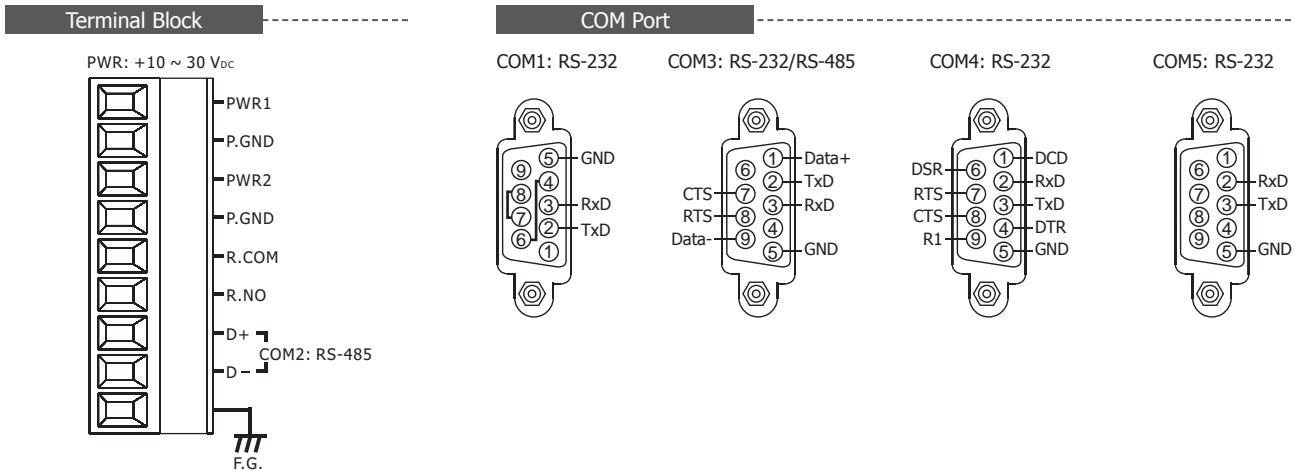 Terminal Block
PWR: +10 ~ 30 VDC
PWR1
P.GND
PWR2
P.GND
R.COM
R.NO
D+
COM2: RS-485
D−
F.G.
COM Port
COM1: RS-232
5 GND
9
4
8
3 RxD
7
2 TxD
6
1
COM3: RS-232/RS-485
1 Data+
6
2 TxD
CTS 7
3 RxD
RTS 8
4
Data- 9
5 GND
COM4: RS-232
1 DCD
DSR 6
2 RxD
RTS 7
3 TxD
CTS 8
4 DTR
R1 9
5 GND
COM5: RS-232
1
6
2 RxD
7
3 TxD
8
4
9
5 GND